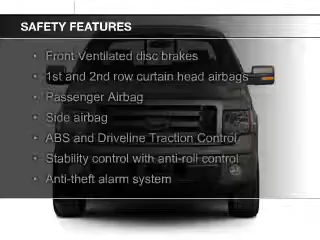 SAFETY FEATURES
• Front Ventilated disc brakes
• 1st and 2nd row curtain head airbags
• Passenger Airbag
• Side airbag
• ABS and Driveline Traction Control
• Stability control with anti-roll control
• Anti-theft alarm system